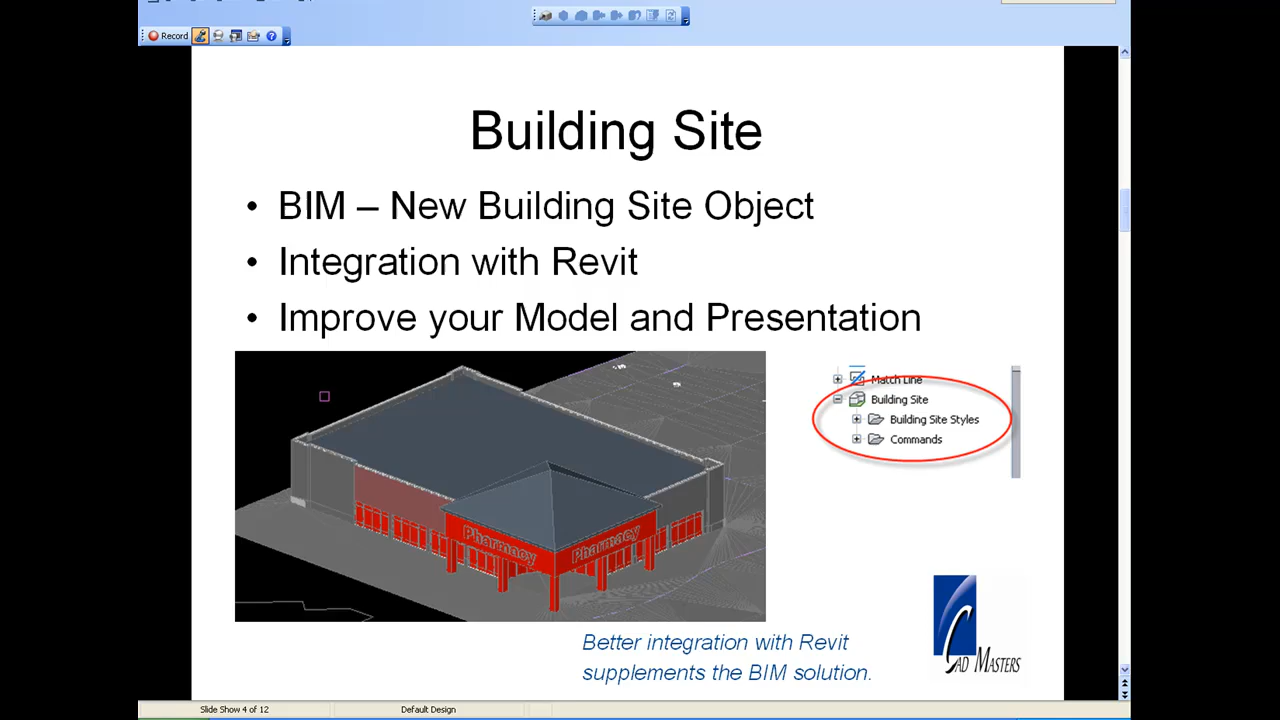 Record
Building Site
• BIM – New Building Site Object
• Integration with Revit
• Improve your Model and Presentation
Match Line
Building Site
Building Site Styles
Commands
Pharmacy
Pharmacy
Better integration with Revit
supplements the BIM solution.
CAD MASTERS
Slide Show 4 of 12
Default Design